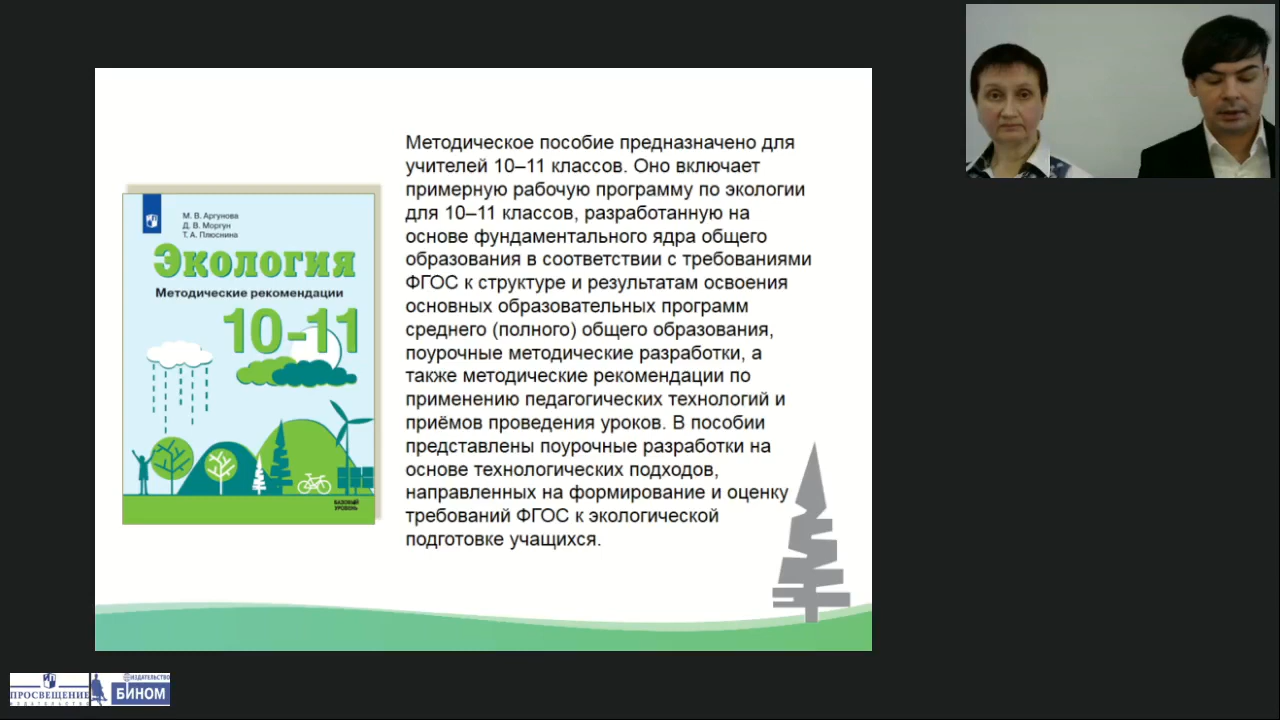 М. В. Аргунова
Д. В. Моргун
Т. А. Плюснина
Экология
Методические рекомендации
10-11
БАЗОВЫЙ
УРОВЕНЬ
Методическое пособие предназначено для
учителей 10–11 классов. Оно включает
примерную рабочую программу по экологии
для 10–11 классов, разработанную на
основе фундаментального ядра общего
образования в соответствии с требованиями
ФГОС к структуре и результатам освоения
основных образовательных программ
среднего (полного) общего образования,
поурочные методические разработки, а
также методические рекомендации по
применению педагогических технологий и
приёмов проведения уроков. В пособии
представлены поурочные разработки на
основе технологических подходов,
направленных на формирование и оценку
требований ФГОС к экологической
подготовке учащихся.
ПРОСВЕЩЕНИЕ
ИЗДАТЕЛЬСТВО
ИЗДАТЕЛЬСТВО
БИНОМ